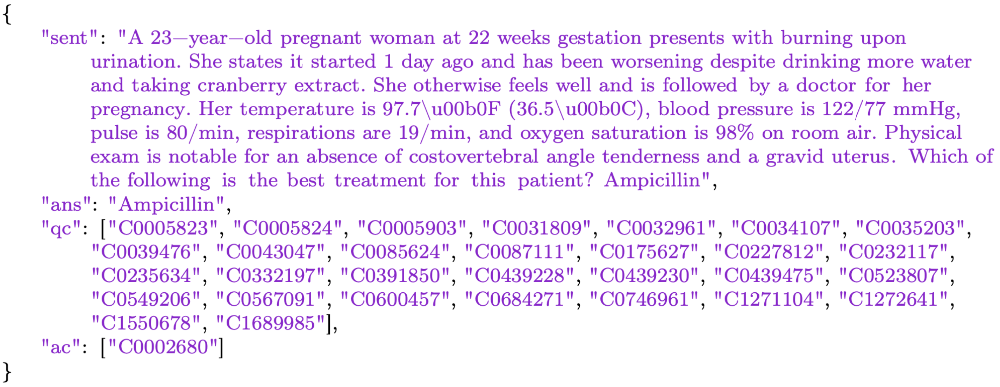 {
"sent": "A 23−year−old pregnant woman at 22 weeks gestation presents with burning upon
urination. She states it started 1 day ago and has been worsening despite drinking more water
and taking cranberry extract. She otherwise feels well and is followed by a doctor for her
pregnancy. Her temperature is 97.7\u00b0F (36.5\u00b0C), blood pressure is 122/77 mmHg,
pulse is 80/min, respirations are 19/min, and oxygen saturation is 98% on room air. Physical
exam is notable for an absence of costovertebral angle tenderness and a gravid uterus. Which of
the following is the best treatment for this patient? Ampicillin",
"ans": "Ampicillin",
"qc": ["C0005823", "C0005824", "C0005903", "C0031809", "C0032961", "C0034107", "C0035203",
"C0039476", "C0043047", "C0085624", "C0087111", "C0175627", "C0227812", "C0232117",
"C0235634", "C0332197", "C0391850", "C0439228", "C0439230", "C0439475", "C0523807",
"C0549206", "C0567091", "C0600457", "C0684271", "C0746961", "C1271104", "C1272641",
"C1550678", "C1689985"],
"ac": ["C0002680"]
}